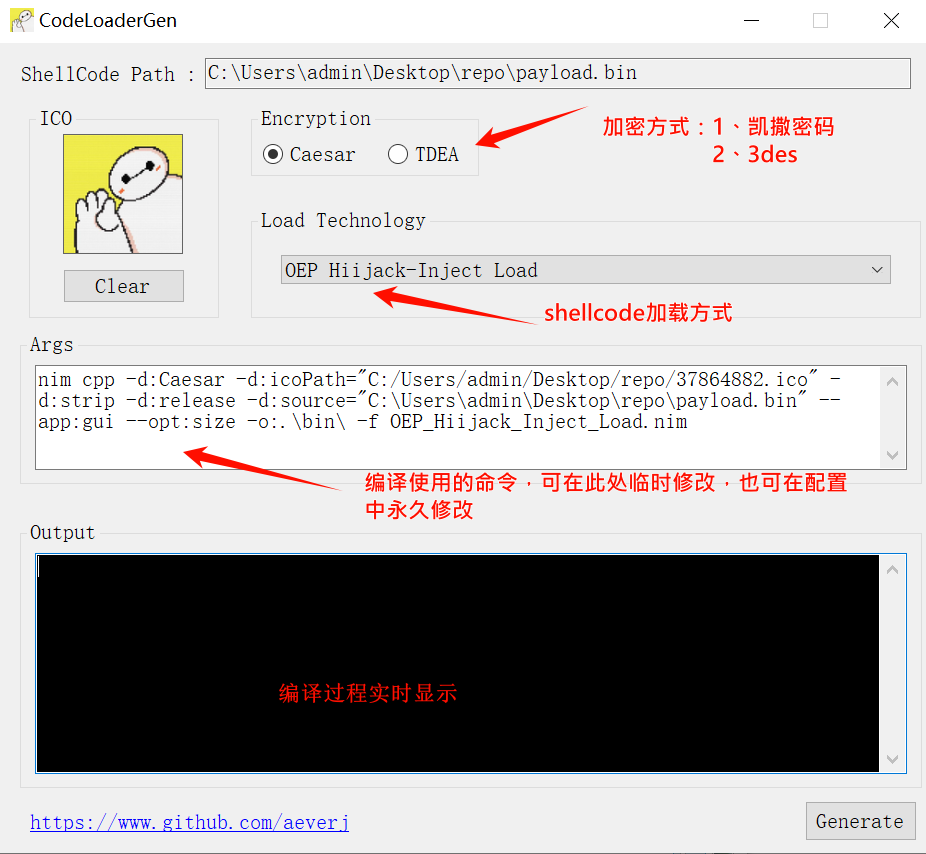 CodeLoaderGen
ShellCode Path :
C:\Users\admin\Desktop\repo\payload.bin
ICO
Clear
Encryption
Caesar
TDEA
加密方式：1、凯撒密码
2、3des
Load Technology
OEP Hiijack-Inject Load
shellcode加载方式
Args
nim cpp -d:Caesar -d:icoPath="C:/Users/admin/Desktop/repo/37864882.ico" -
d:strip -d:release -d:source="C:\Users\admin\Desktop\repo\payload.bin" --
app:gui --opt:size -o:.\bin\ -f OEP_Hiijack_Inject_Load.nim
编译使用的命令，可在此处临时修改，也可在配置
中永久修改
Output
编译过程实时显示
https://www.github.com/aeverj
Generate